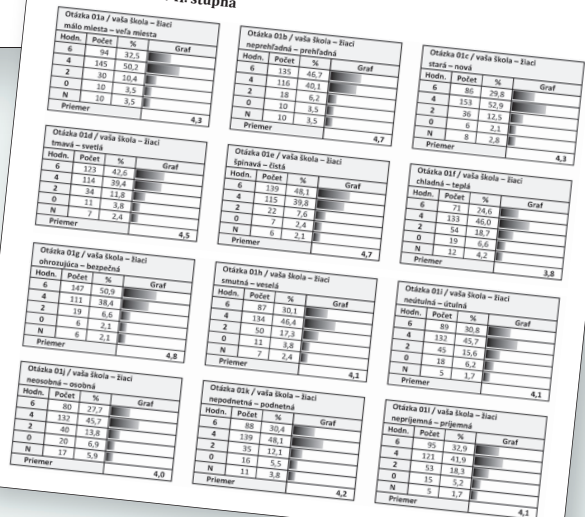 II. stupňa
Otázka 01a / vaša škola – žiaci
málo miesta – veľa miesta
Hodn. Počet % Graf
6 94 32,5
4 145 50,2
2 30 10,4
0 10 3,5
N 10 3,5
Priemer 4,3
Otázka 01b / vaša škola – žiaci
neprehľadná – prehľadná
Hodn. Počet % Graf
6 135 46,7
4 116 40,1
2 18 6,2
0 10 3,5
N 10 3,5
Priemer 4,7
Otázka 01c / vaša škola – žiaci
stará – nová
Hodn. Počet % Graf
6 86 29,8
4 153 52,9
2 36 12,5
0 6 2,1
N 8 2,8
Priemer 4,3
Otázka 01d / vaša škola – žiaci
tmavá – svetlá
Hodn. Počet % Graf
6 123 42,6
4 114 39,4
2 34 11,8
0 11 3,8
N 7 2,4
Priemer 4,5
Otázka 01e / vaša škola – žiaci
špinavá – čistá
Hodn. Počet % Graf
6 139 48,1
4 115 39,8
2 22 7,6
0 7 2,4
N 6 2,1
Priemer 4,7
Otázka 01f / vaša škola – žiaci
chladná – teplá
Hodn. Počet % Graf
6 71 24,6
4 133 46,0
2 54 18,7
0 19 6,6
N 12 4,2
Priemer 3,8
Otázka 01g / vaša škola – žiaci
ohrozujúca – bezpečná
Hodn. Počet % Graf
6 147 50,9
4 111 38,4
2 19 6,6
0 6 2,1
N 6 2,1
Priemer 4,8
Otázka 01h / vaša škola – žiaci
smutná – veselá
Hodn. Počet % Graf
6 87 30,1
4 134 46,4
2 50 17,3
0 11 3,8
N 7 2,4
Priemer 4,1
Otázka 01i / vaša škola – žiaci
neútulná – útulná
Hodn. Počet % Graf
6 89 30,8
4 132 45,7
2 45 15,6
0 18 6,2
N 5 1,7
Priemer 4,1
Otázka 01j / vaša škola – žiaci
neosobná – osobná
Hodn. Počet % Graf
6 80 27,7
4 132 45,7
2 40 13,8
0 20 6,9
N 17 5,9
Priemer 4,0
Otázka 01k / vaša škola – žiaci
nepodnetná – podnetná
Hodn. Počet % Graf
6 88 30,4
4 139 48,1
2 35 12,1
0 16 5,5
N 11 3,8
Priemer 4,2
Otázka 01l / vaša škola – žiaci
nepríjemná – príjemná
Hodn. Počet % Graf
6 95 32,9
4 121 41,9
2 53 18,3
0 15 5,2
N 5 1,7
Priemer 4,1